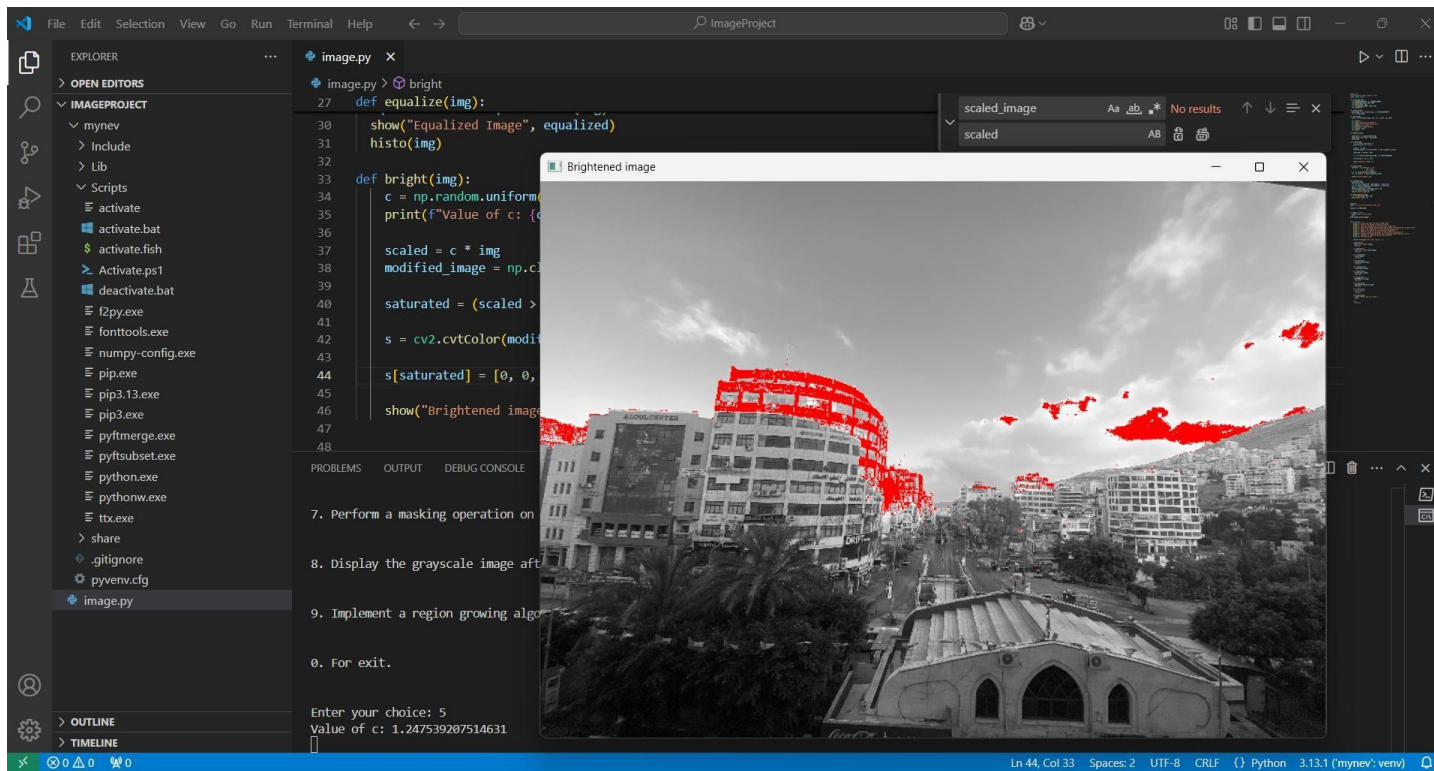 File Edit Selection View Go Run Terminal Help
ImageProject
EXPLORER
OPEN EDITORS
IMAGEPROJECT
mynev
Include
Lib
Scripts
activate
activate.bat
activate.fish
Activate.ps1
deactivate.bat
f2py.exe
fonttools.exe
numpy-config.exe
pip.exe
pip3.13.exe
pip3.exe
pyftmerge.exe
pyftsubset.exe
python.exe
pythonw.exe
ttx.exe
share
.gitignore
pyvenv.cfg
image.py
OUTLINE
TIMELINE
image.py
image.py > bright
27 def equalize(img):
30 show("Equalized Image", equalized)
31 histo(img)
32
33 def bright(img):
34 c = np.random.uniform(
35 print(f"Value of c: {c
36
37 scaled = c * img
38 modified_image = np.cl
39
40 saturated = (scaled >
41
42 s = cv2.cvtColor(modif
43
44 s[saturated] = [0, 0,
45
46 show("Brightened image
47
48
scaled_image Aa ab .* No results
scaled AB
Brightened image
PROBLEMS OUTPUT DEBUG CONSOLE
7. Perform a masking operation on
8. Display the grayscale image aft
9. Implement a region growing algo
0. For exit.
Enter your choice: 5
Value of c: 1.247539207514631
0 0 0
Ln 44, Col 33 Spaces: 2 UTF-8 CRLF {} Python 3.13.1 ('mynev': venv)